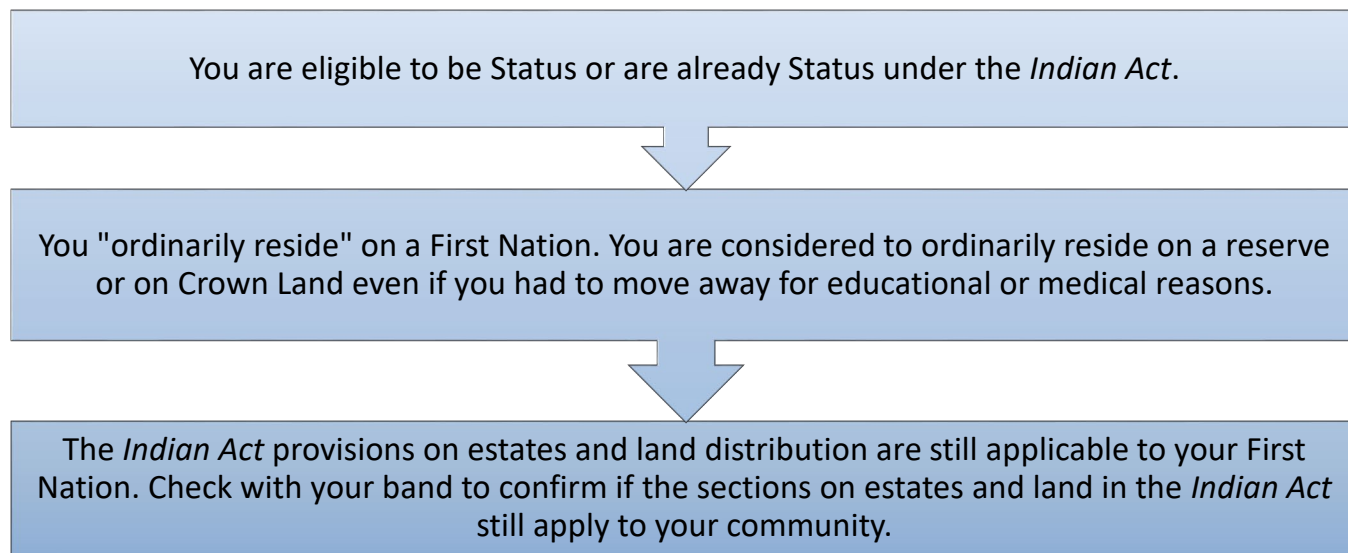 You are eligible to be Status or are already Status under the Indian Act.
You "ordinarily reside" on a First Nation. You are considered to ordinarily reside on a reserve
or on Crown Land even if you had to move away for educational or medical reasons.
The Indian Act provisions on estates and land distribution are still applicable to your First
Nation. Check with your band to confirm if the sections on estates and land in the Indian Act
still apply to your community.